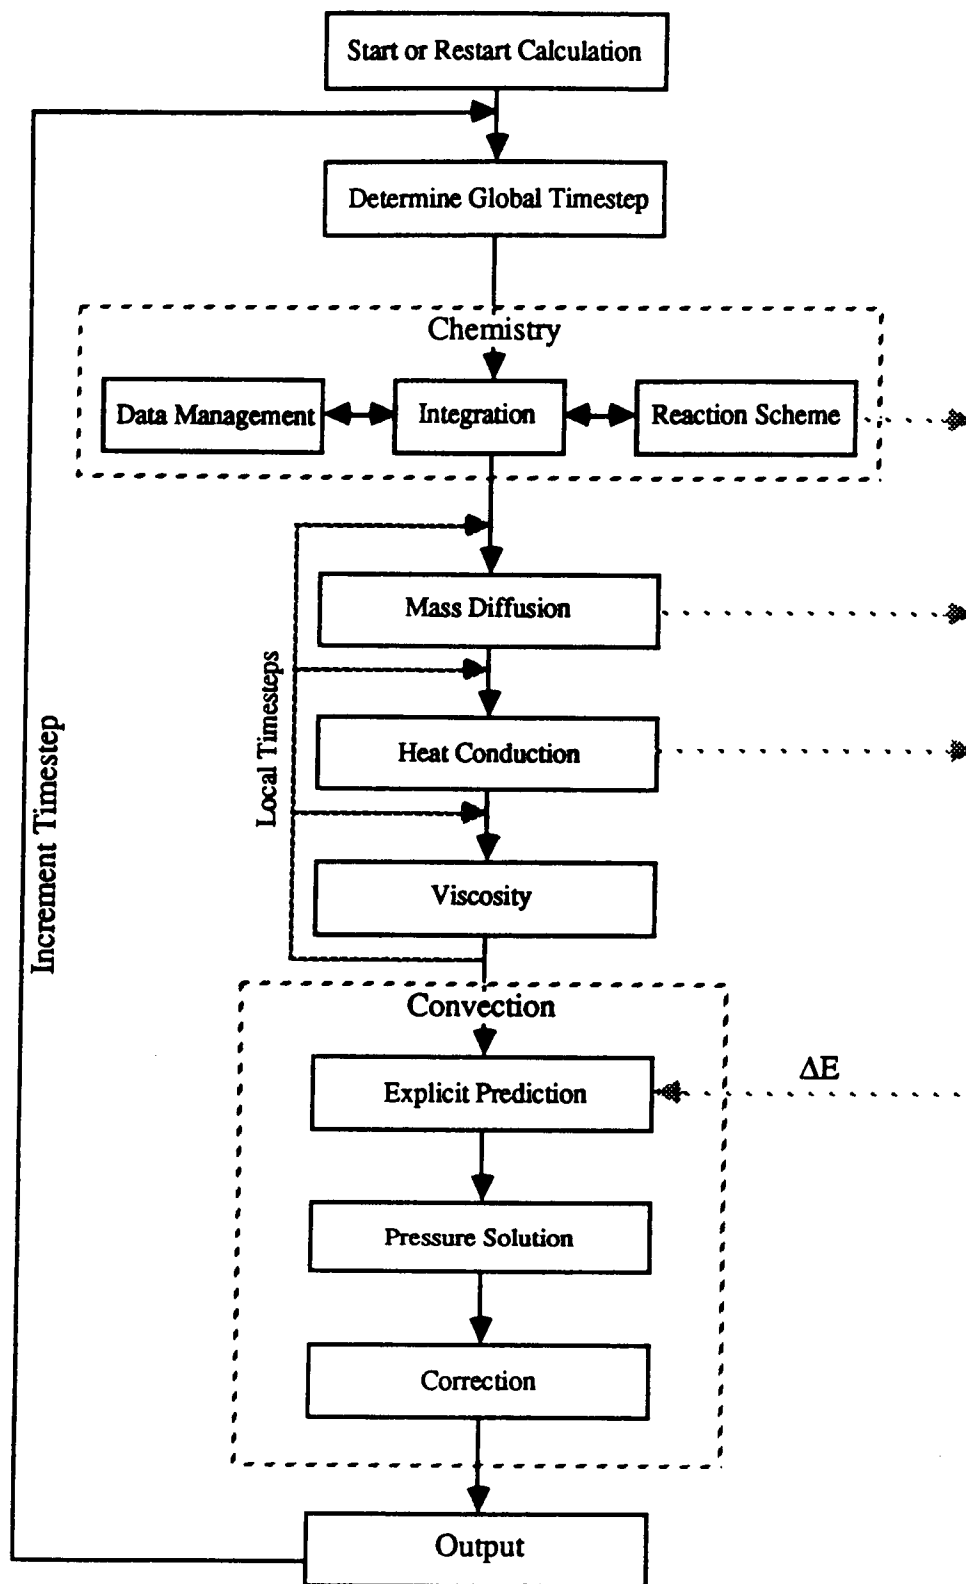 Start or Restart Calculation
Determine Global Timestep
Chemistry
Data Management
Integration
Reaction Scheme
Mass Diffusion
Heat Conduction
Viscosity
Local Timesteps
Increment Timestep
Convection
Explicit Prediction
ΔE
Pressure Solution
Correction
Output